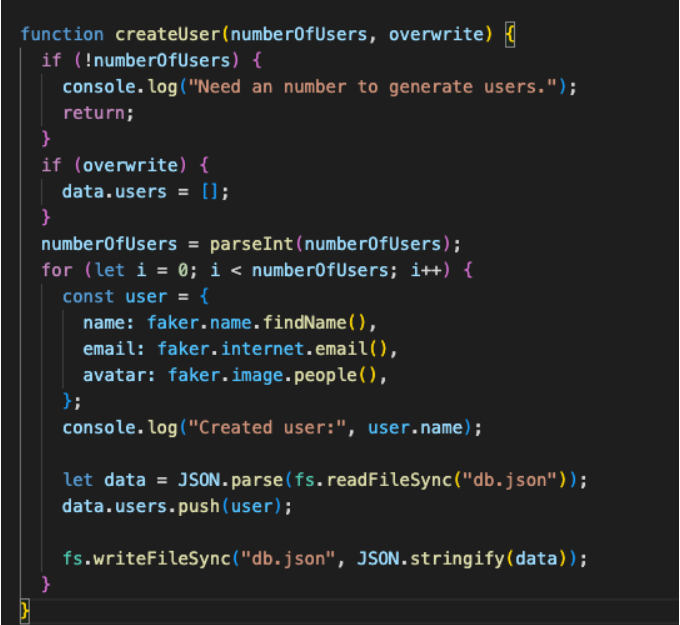 function createUser(numberOfUsers, overwrite) {
if (!numberOfUsers) {
console.log("Need an number to generate users.");
return;
}
if (overwrite) {
data.users = [];
}
numberOfUsers = parseInt(numberOfUsers);
for (let i = 0; i < numberOfUsers; i++) {
const user = {
name: faker.name.findName(),
email: faker.internet.email(),
avatar: faker.image.people(),
};
console.log("Created user:", user.name);
let data = JSON.parse(fs.readFileSync("db.json"));
data.users.push(user);
fs.writeFileSync("db.json", JSON.stringify(data));
}
}